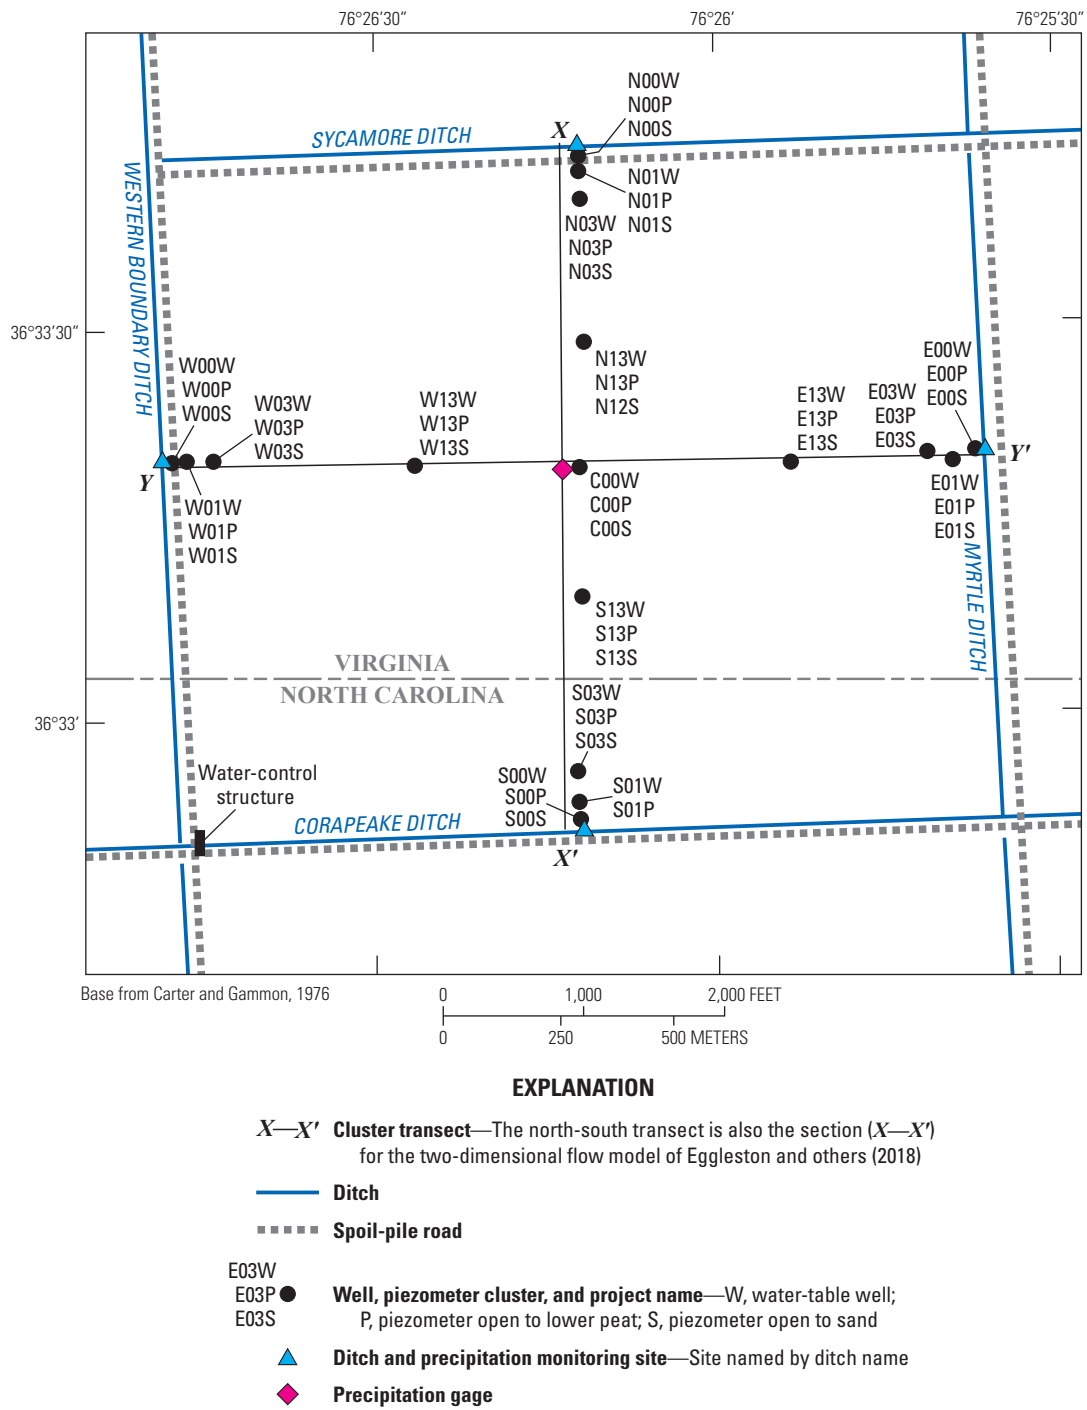 76°26'30"
76°26'
76°25'30"
N00W
N00P
N00S
X
SYCAMORE DITCH
N01W
N01P
N01S
WESTERN BOUNDARY DITCH
N03W
N03P
N03S
36°33'30"
N13W
N13P
N12S
W00W
W00P
W00S
W03W
W03P
W03S
W13W
W13P
W13S
E13W
E13P
E13S
E03W
E03P
E03S
E00W
E00P
E00S
Y
Y'
W01W
W01P
W01S
C00W
C00P
C00S
E01W
E01P
E01S
MYRTLE DITCH
S13W
S13P
S13S
VIRGINIA
NORTH CAROLINA
S03W
S03P
S03S
36°33'
Water-control
structure
S00W
S00P
S00S
S01W
S01P
CORAPEAKE DITCH
X'
Base from Carter and Gammon, 1976
0 1,000 2,000 FEET
0 250 500 METERS
EXPLANATION
X—X' Cluster transect—The north-south transect is also the section (X—X')
for the two-dimensional flow model of Eggleston and others (2018)
Ditch
Spoil-pile road
E03W
E03P
E03S
Well, piezometer cluster, and project name—W, water-table well;
P, piezometer open to lower peat; S, piezometer open to sand
Ditch and precipitation monitoring site—Site named by ditch name
Precipitation gage